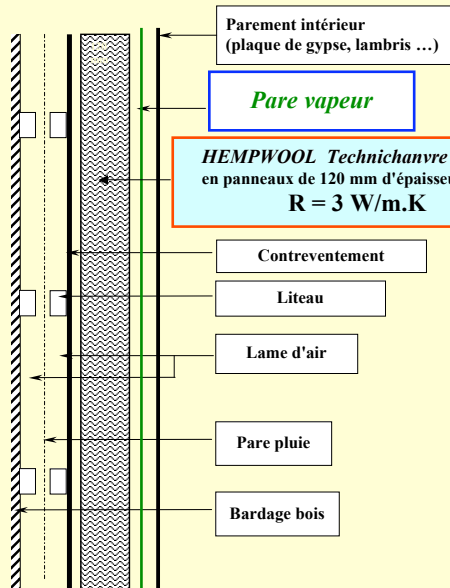 Parement intérieur
(plaque de gypse, lambris …)
Pare vapeur
HEMPWOOL Technichanvre
en panneaux de 120 mm d'épaisseu
R = 3 W/m.K
Contreventement
Liteau
Lame d'air
Pare pluie
Bardage bois